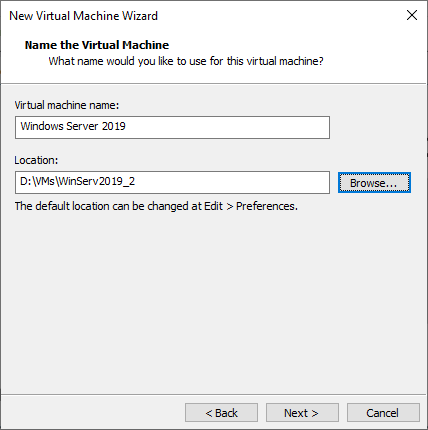 New Virtual Machine Wizard
Name the Virtual Machine
What name would you like to use for this virtual machine?
Virtual machine name:
Windows Server 2019
Location:
D:\VMs\WinServ2019_2
Browse...
The default location can be changed at Edit > Preferences.
< Back
Next >
Cancel